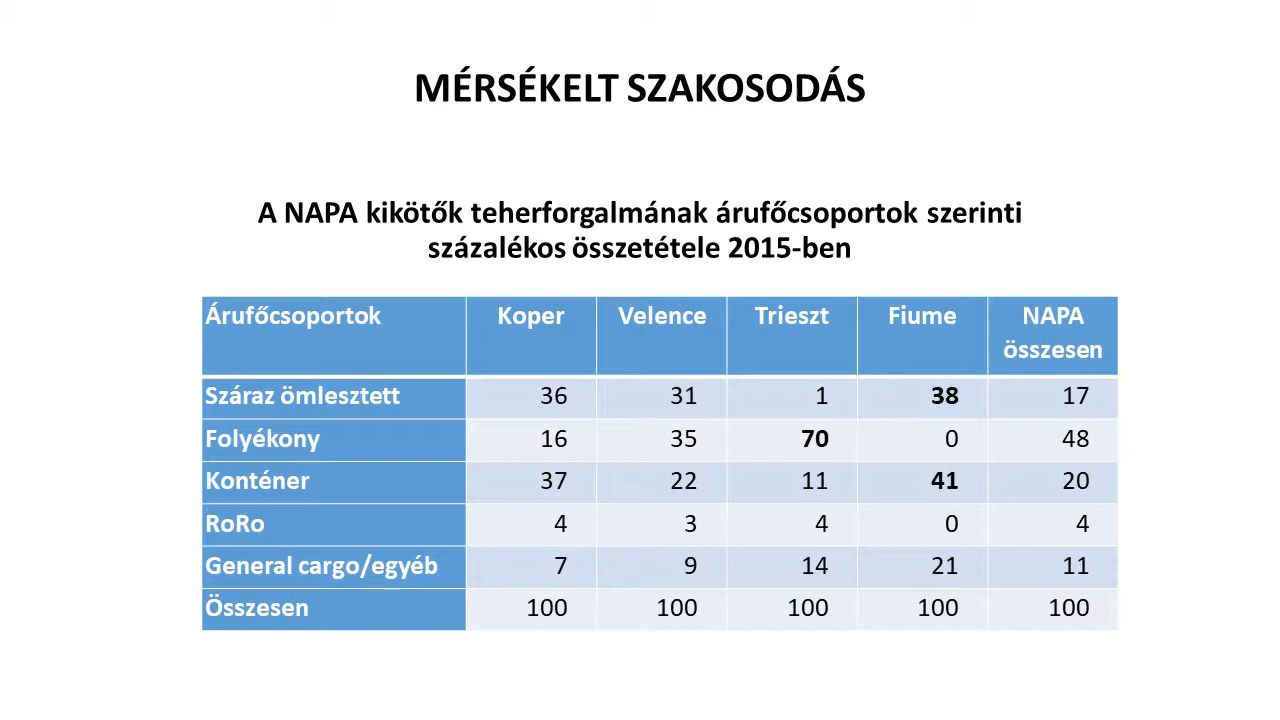 MÉRSÉKELT SZAKOSODÁS
A NAPA kikötők teherforgalmának árufőcsoportok szerinti
százalékos összetétele 2015-ben
Árufőcsoportok Koper Velence Trieszt Fiume NAPA
összesen
Száraz ömlesztett 36 31 1 38 17
Folyékony 16 35 70 0 48
Konténer 37 22 11 41 20
RoRo 4 3 4 0 4
General cargo/egyéb 7 9 14 21 11
Összesen 100 100 100 100 100